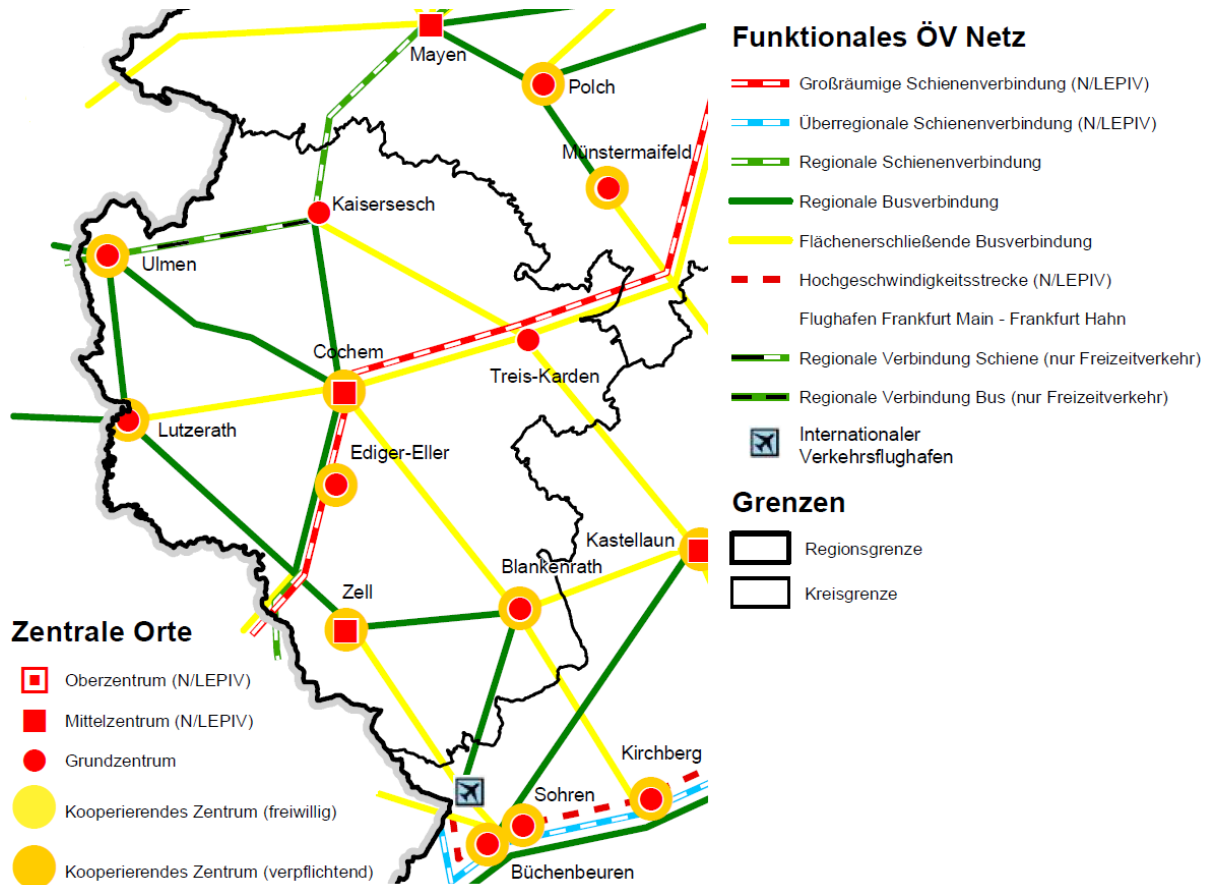 Mayen
Polch
Münstermaifeld
Kaisersesch
Ulmen
Cochem
Treis-Karden
Lutzerath
Ediger-Eller
Kastellaun
Blankenrath
Zell
Kirchberg
Sohren
Büchenbeuren
Zentrale Orte
Oberzentrum (N/LEPIV)
Mittelzentrum (N/LEPIV)
Grundzentrum
Kooperierendes Zentrum (freiwillig)
Kooperierendes Zentrum (verpflichtend)
Funktionales ÖV Netz
Großräumige Schienenverbindung (N/LEPIV)
Überregionale Schienenverbindung (N/LEPIV)
Regionale Schienenverbindung
Regionale Busverbindung
Flächenerschließende Busverbindung
Hochgeschwindigkeitsstrecke (N/LEPIV)
Flughafen Frankfurt Main - Frankfurt Hahn
Regionale Verbindung Schiene (nur Freizeitverkehr)
Regionale Verbindung Bus (nur Freizeitverkehr)
Internationaler
Verkehrsflughafen
Grenzen
Regionsgrenze
Kreisgrenze